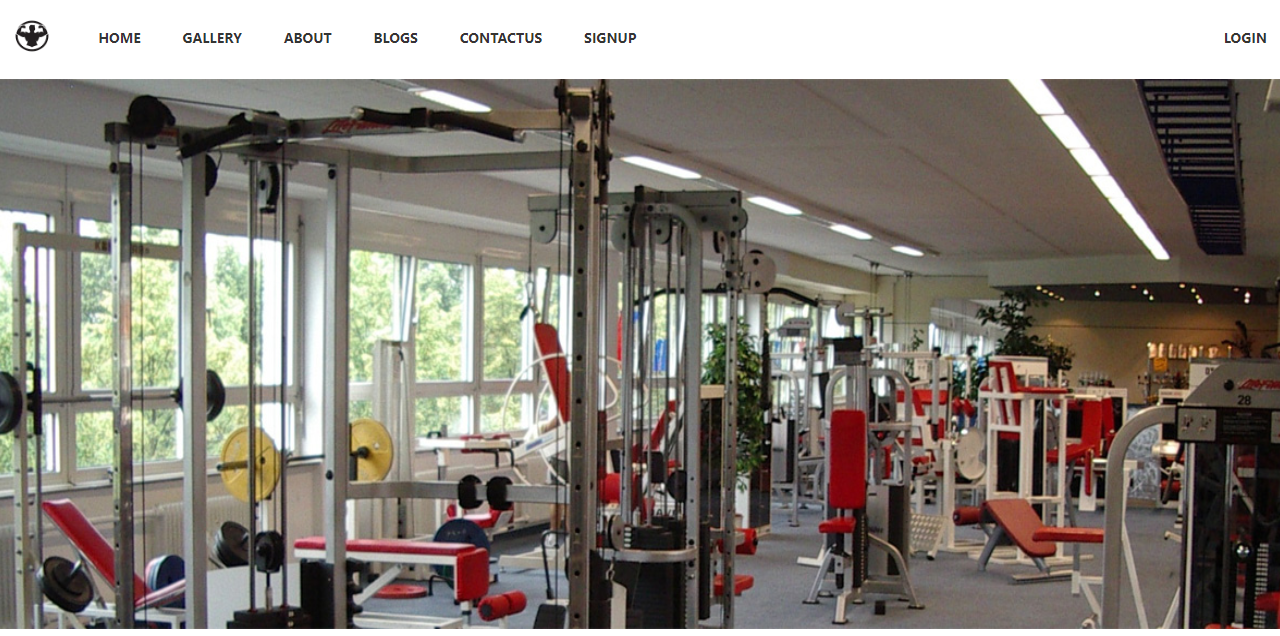 HOME GALLERY ABOUT BLOGS CONTACTUS SIGNUP LOGIN
28